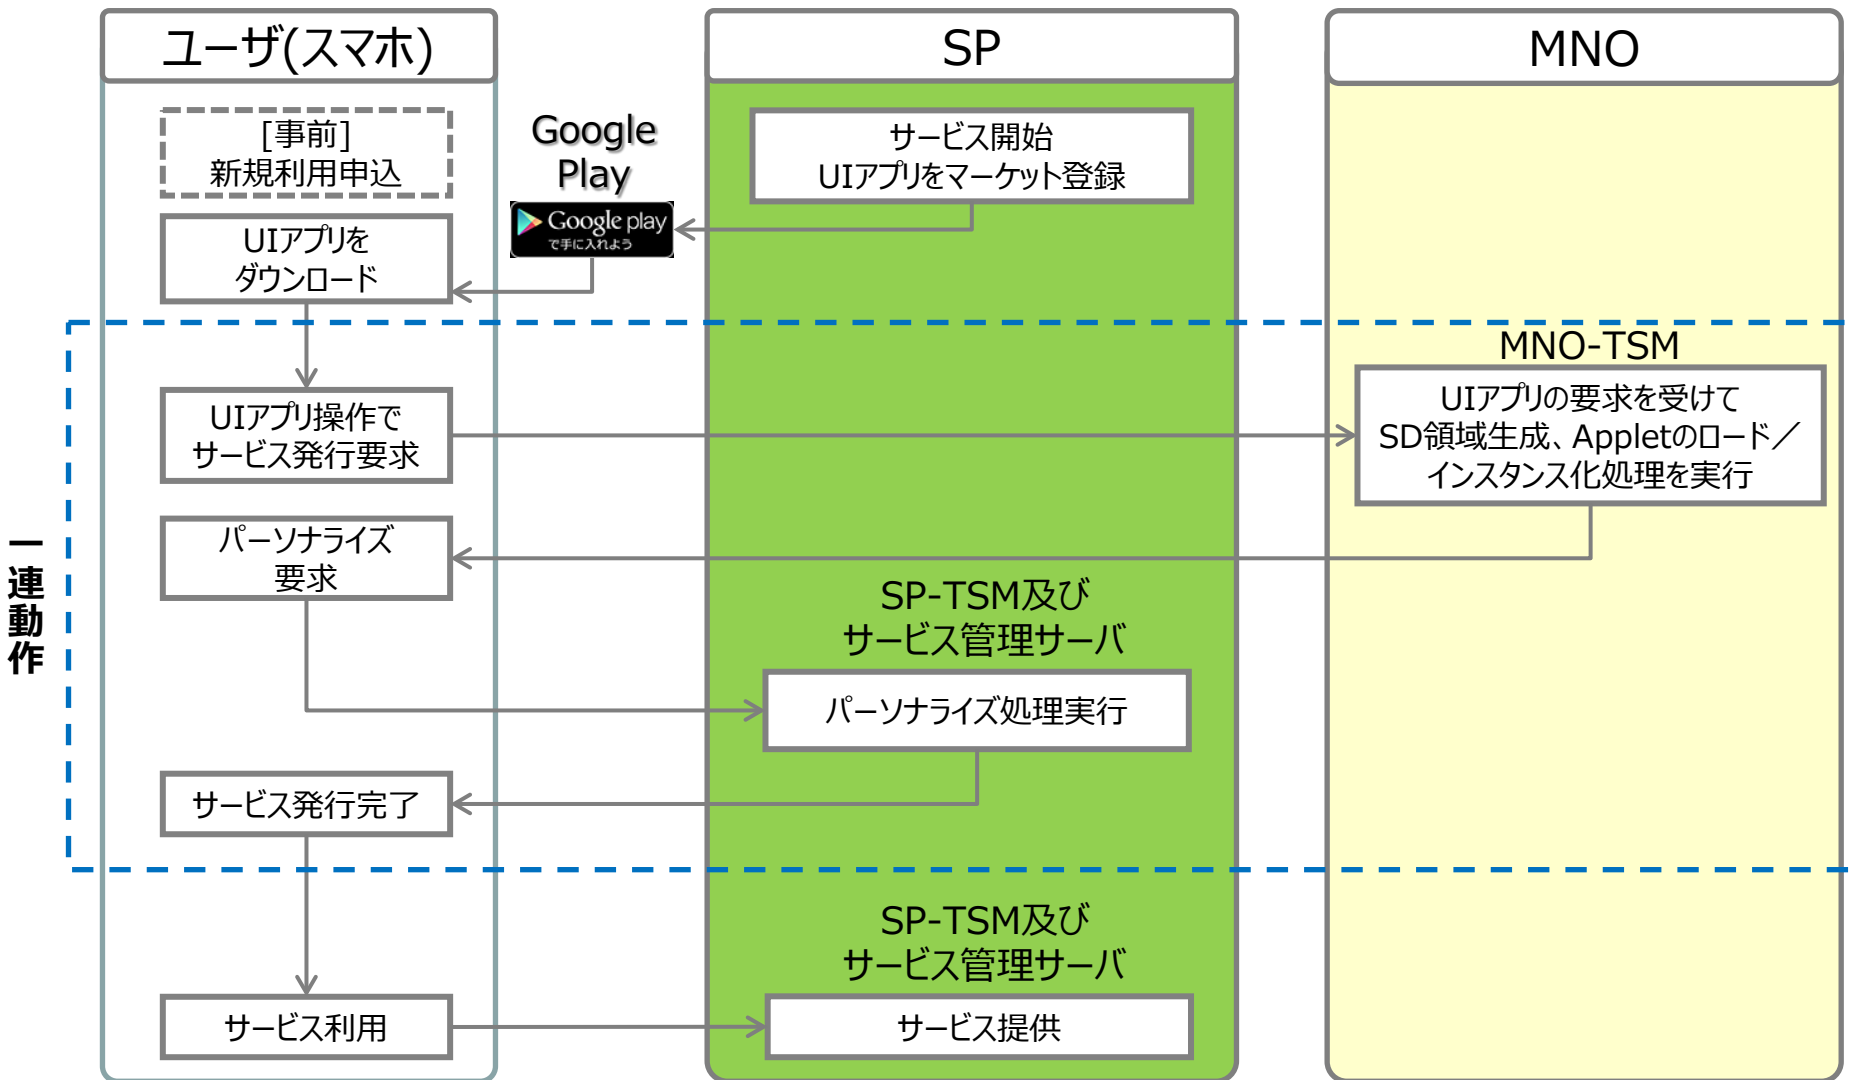 ユーザ(スマホ)
SP
MNO
[事前]
新規利用申込
Google
Play
Google play
で手に入れよう
サービス開始
UIアプリをマーケット登録
UIアプリを
ダウンロード
MNO-TSM
UIアプリ操作で
サービス発行要求
UIアプリの要求を受けて
SD領域生成、Appletのロード／
インスタンス化処理を実行
一連動作
パーソナライズ
要求
SP-TSM及び
サービス管理サーバ
パーソナライズ処理実行
サービス発行完了
SP-TSM及び
サービス管理サーバ
サービス利用
サービス提供